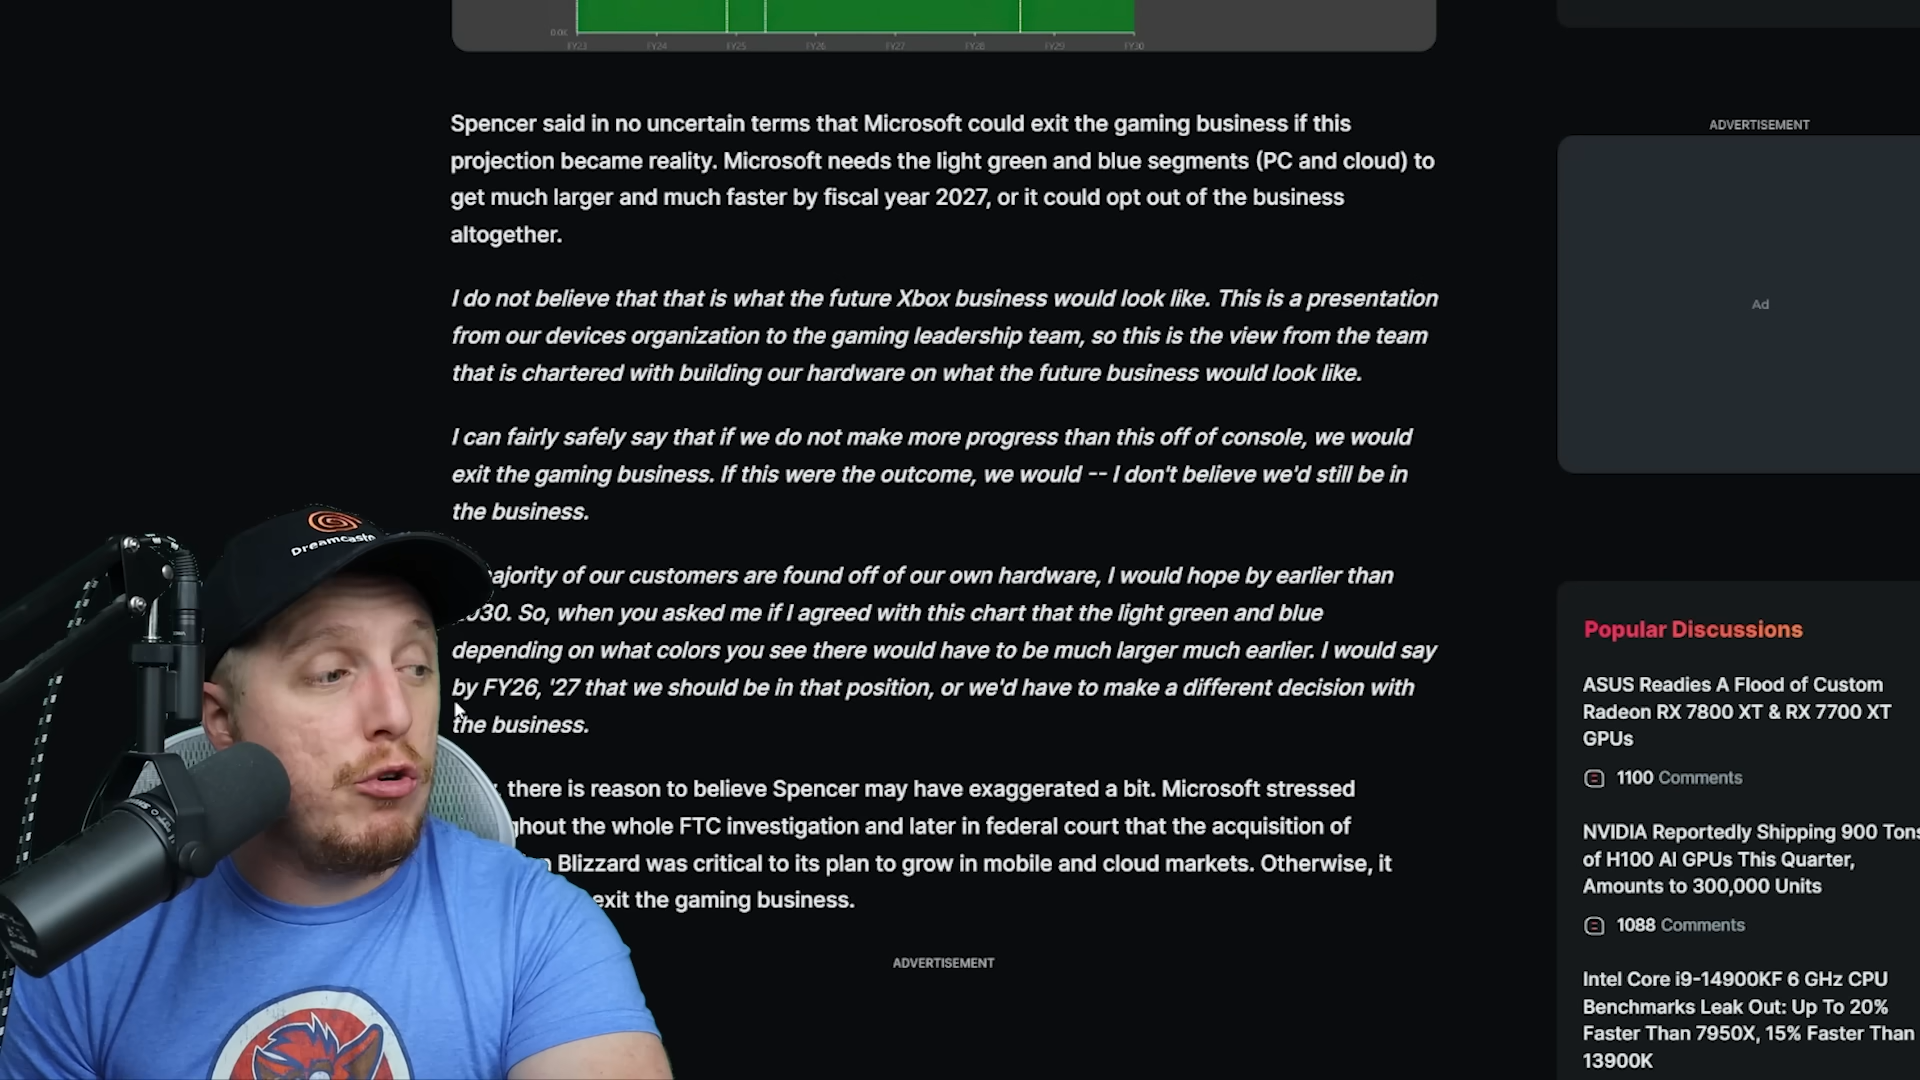 0.0K
FY23 FY24 FY25 FY26 FY27 FY28 FY29 FY30
Spencer said in no uncertain terms that Microsoft could exit the gaming business if this
projection became reality. Microsoft needs the light green and blue segments (PC and cloud) to
get much larger and much faster by fiscal year 2027, or it could opt out of the business
altogether.
I do not believe that that is what the future Xbox business would look like. This is a presentation
from our devices organization to the gaming leadership team, so this is the view from the team
that is chartered with building our hardware on what the future business would look like.
I can fairly safely say that if we do not make more progress than this off of console, we would
exit the gaming business. If this were the outcome, we would -- I don't believe we'd still be in
the business.
of our customers are found off of our own hardware, I would hope by earlier than
So, when you asked me if I agreed with this chart that the light green and blue
depending on what colors you see there would have to be much larger much earlier. I would say
by FY26, '27 that we should be in that position, or we'd have to make a different decision with
the business.
there is reason to believe Spencer may have exaggerated a bit. Microsoft stressed
the whole FTC investigation and later in federal court that the acquisition of
Blizzard was critical to its plan to grow in mobile and cloud markets. Otherwise, it
exit the gaming business.
ADVERTISEMENT
ADVERTISEMENT
Ad
Popular Discussions
ASUS Readies A Flood of Custom
Radeon RX 7800 XT & RX 7700 XT
GPUs
1100 Comments
NVIDIA Reportedly Shipping 900 Tons
of H100 AI GPUs This Quarter,
Amounts to 300,000 Units
1088 Comments
Intel Core i9-14900KF 6 GHz CPU
Benchmarks Leak Out: Up To 20%
Faster Than 7950X, 15% Faster Than
13900K
Dreamcast